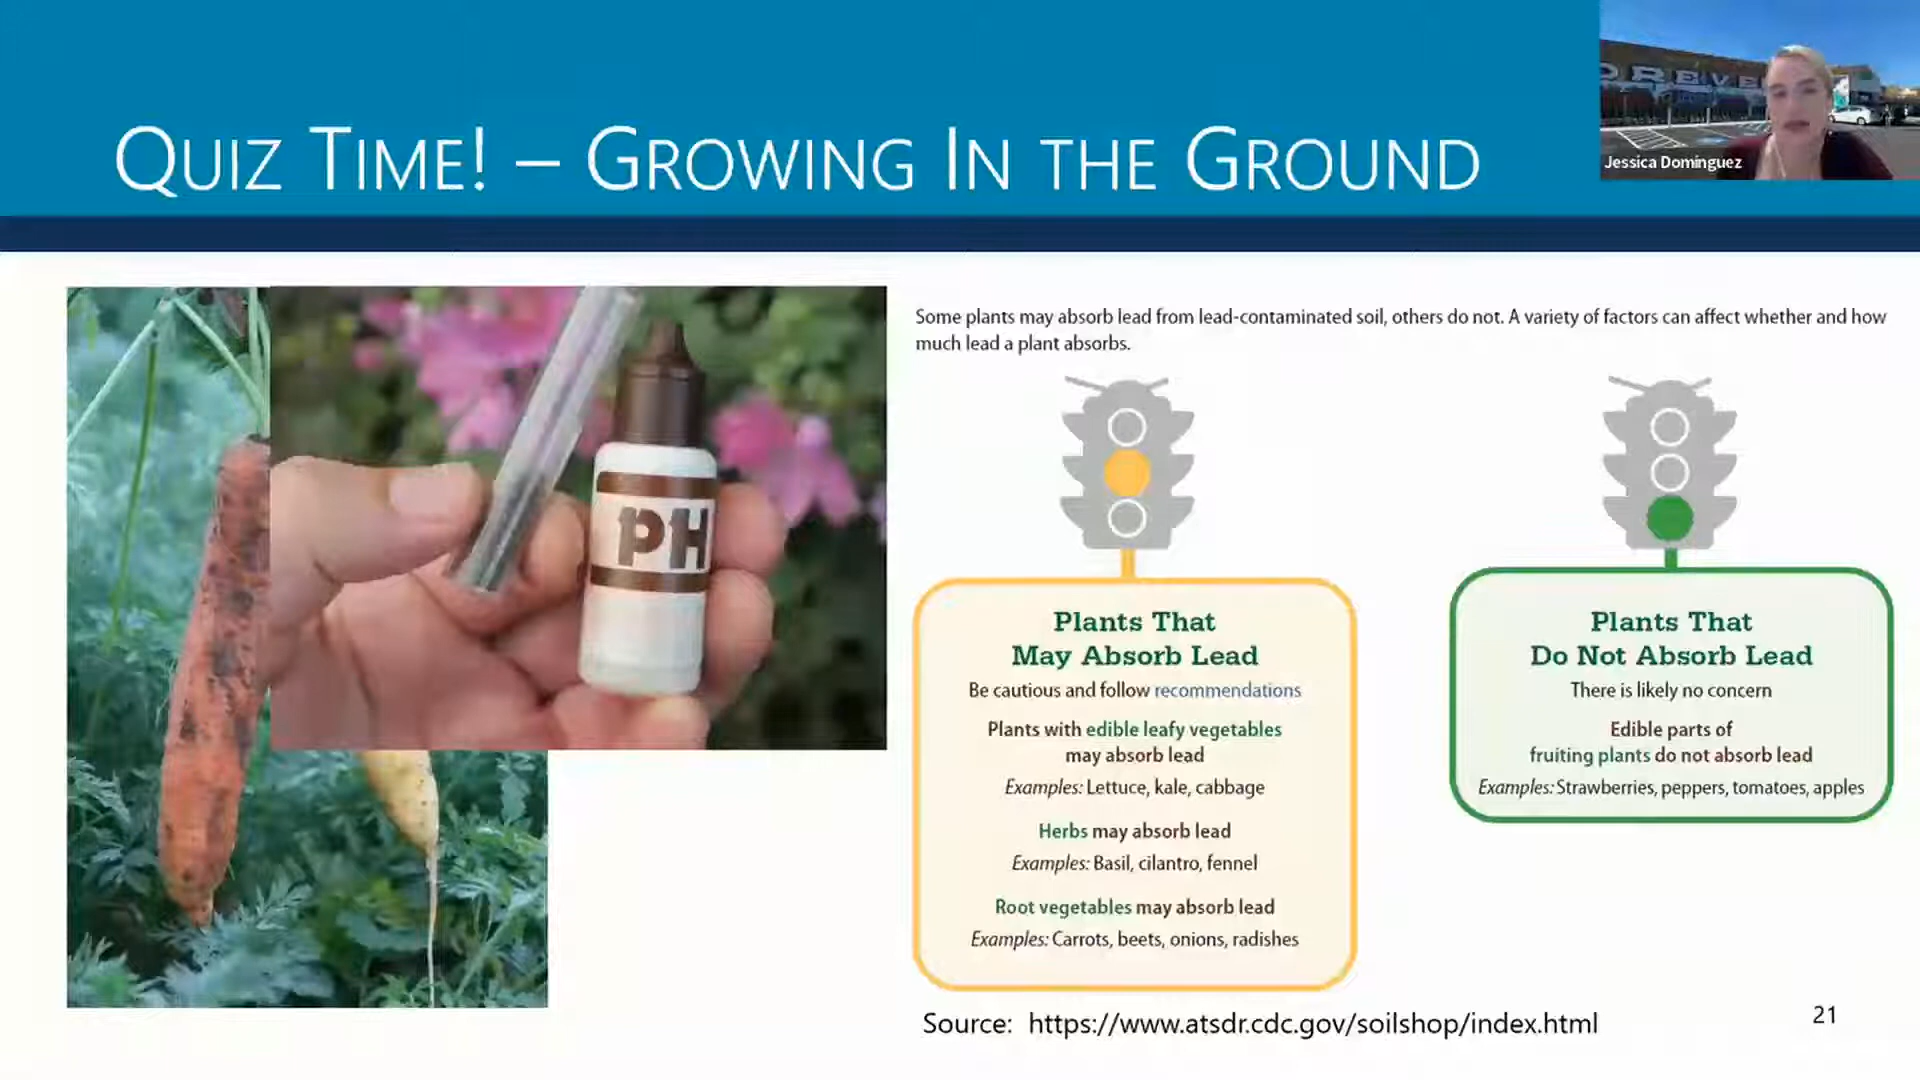 QUIZ TIME! – GROWING IN THE GROUND
OREVE
Jessica Dominguez
PH
Some plants may absorb lead from lead-contaminated soil, others do not. A variety of factors can affect whether and how
much lead a plant absorbs.
Plants That
May Absorb Lead
Be cautious and follow recommendations
Plants with edible leafy vegetables
may absorb lead
Examples: Lettuce, kale, cabbage
Herbs may absorb lead
Examples: Basil, cilantro, fennel
Root vegetables may absorb lead
Examples: Carrots, beets, onions, radishes
Plants That
Do Not Absorb Lead
There is likely no concern
Edible parts of
fruiting plants do not absorb lead
Examples: Strawberries, peppers, tomatoes, apples
Source: https://www.atsdr.cdc.gov/soilshop/index.html
21